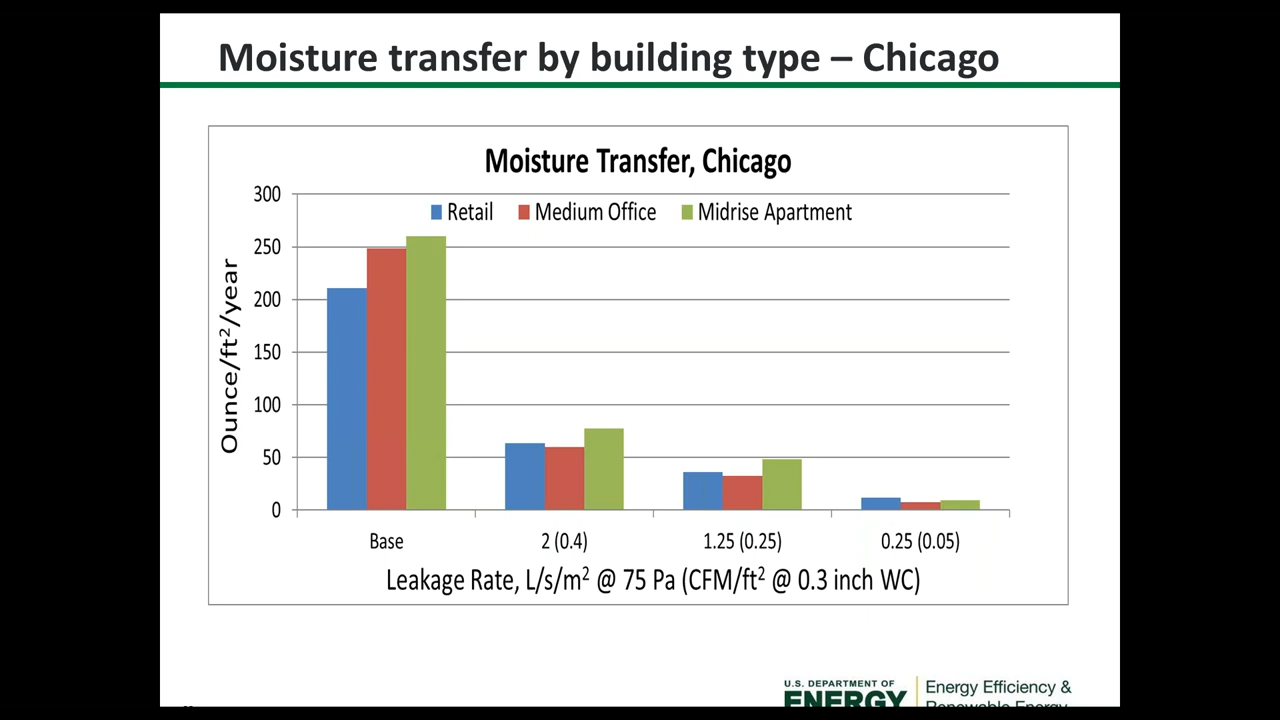 Moisture transfer by building type – Chicago
Moisture Transfer, Chicago
300
250
200
150
100
50
0
Ounce/ft²/year
Retail
Medium Office
Midrise Apartment
Base
2 (0.4)
1.25 (0.25)
0.25 (0.05)
Leakage Rate, L/s/m² @ 75 Pa (CFM/ft² @ 0.3 inch WC)
U.S. DEPARTMENT OF
ENERGY
Energy Efficiency &
Renewable Energy